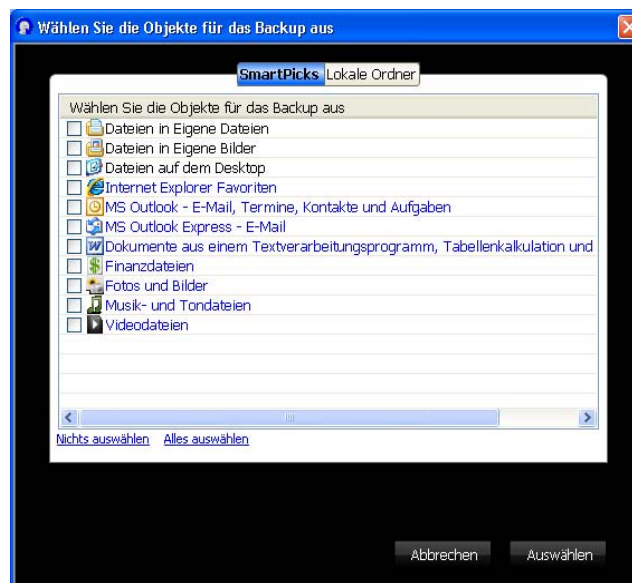 Wählen Sie die Objekte für das Backup aus
SmartPicks Lokale Ordner
Wählen Sie die Objekte für das Backup aus
Dateien in Eigene Dateien
Dateien in Eigene Bilder
Dateien auf dem Desktop
Internet Explorer Favoriten
MS Outlook - E-Mail, Termine, Kontakte und Aufgaben
MS Outlook Express - E-Mail
Dokumente aus einem Textverarbeitungsprogramm, Tabellenkalkulation und
Finanzdateien
Fotos und Bilder
Musik- und Tondateien
Videodateien
Nichts auswählen Alles auswählen
Abbrechen Auswählen